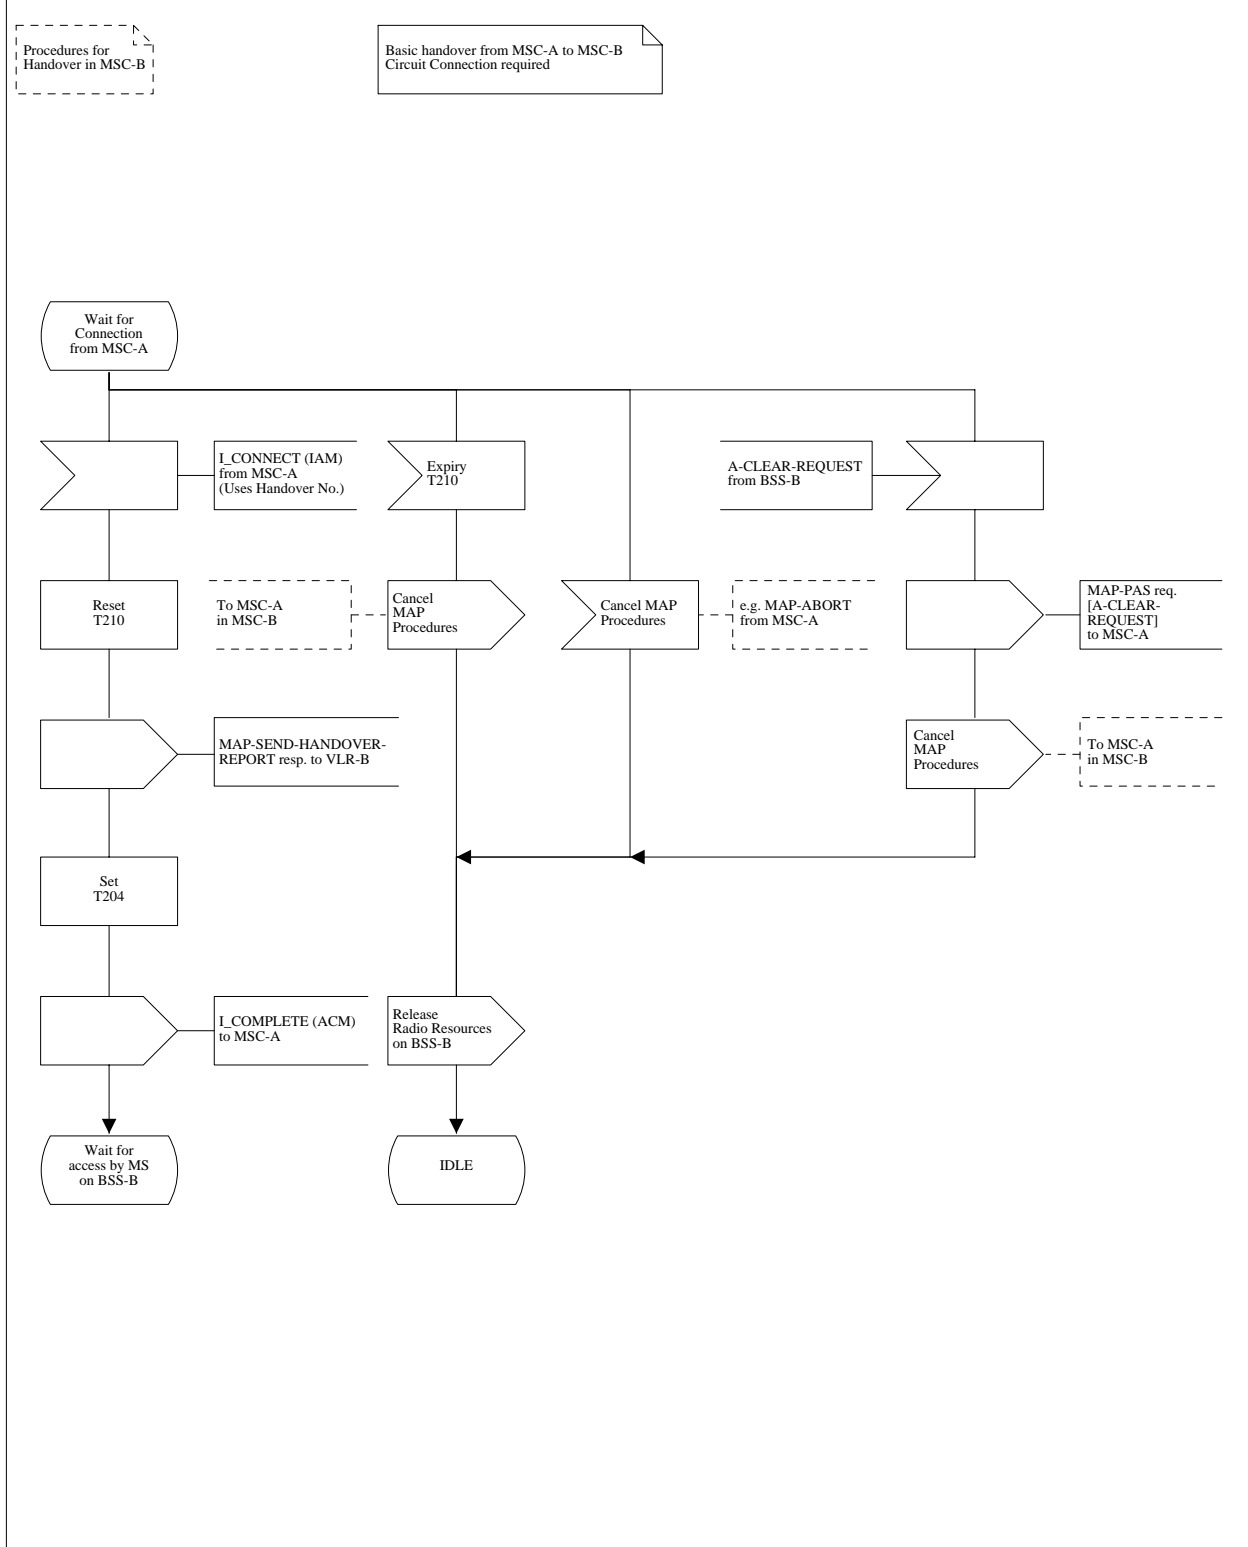 Procedures for
Handover in MSC-B
Basic handover from MSC-A to MSC-B
Circuit Connection required
Wait for
Connection
from MSC-A
I_CONNECT (IAM)
from MSC-A
(Uses Handover No.)
Expiry
T210
A-CLEAR-REQUEST
from BSS-B
Reset
T210
To MSC-A
in MSC-B
Cancel
MAP
Procedures
Cancel MAP
Procedures
e.g. MAP-ABORT
from MSC-A
MAP-PAS req.
[A-CLEAR-
REQUEST]
to MSC-A
MAP-SEND-HANDOVER-
REPORT resp. to VLR-B
Cancel
MAP
Procedures
To MSC-A
in MSC-B
Set
T204
I_COMPLETE (ACM)
to MSC-A
Release
Radio Resources
on BSS-B
Wait for
access by MS
on BSS-B
IDLE